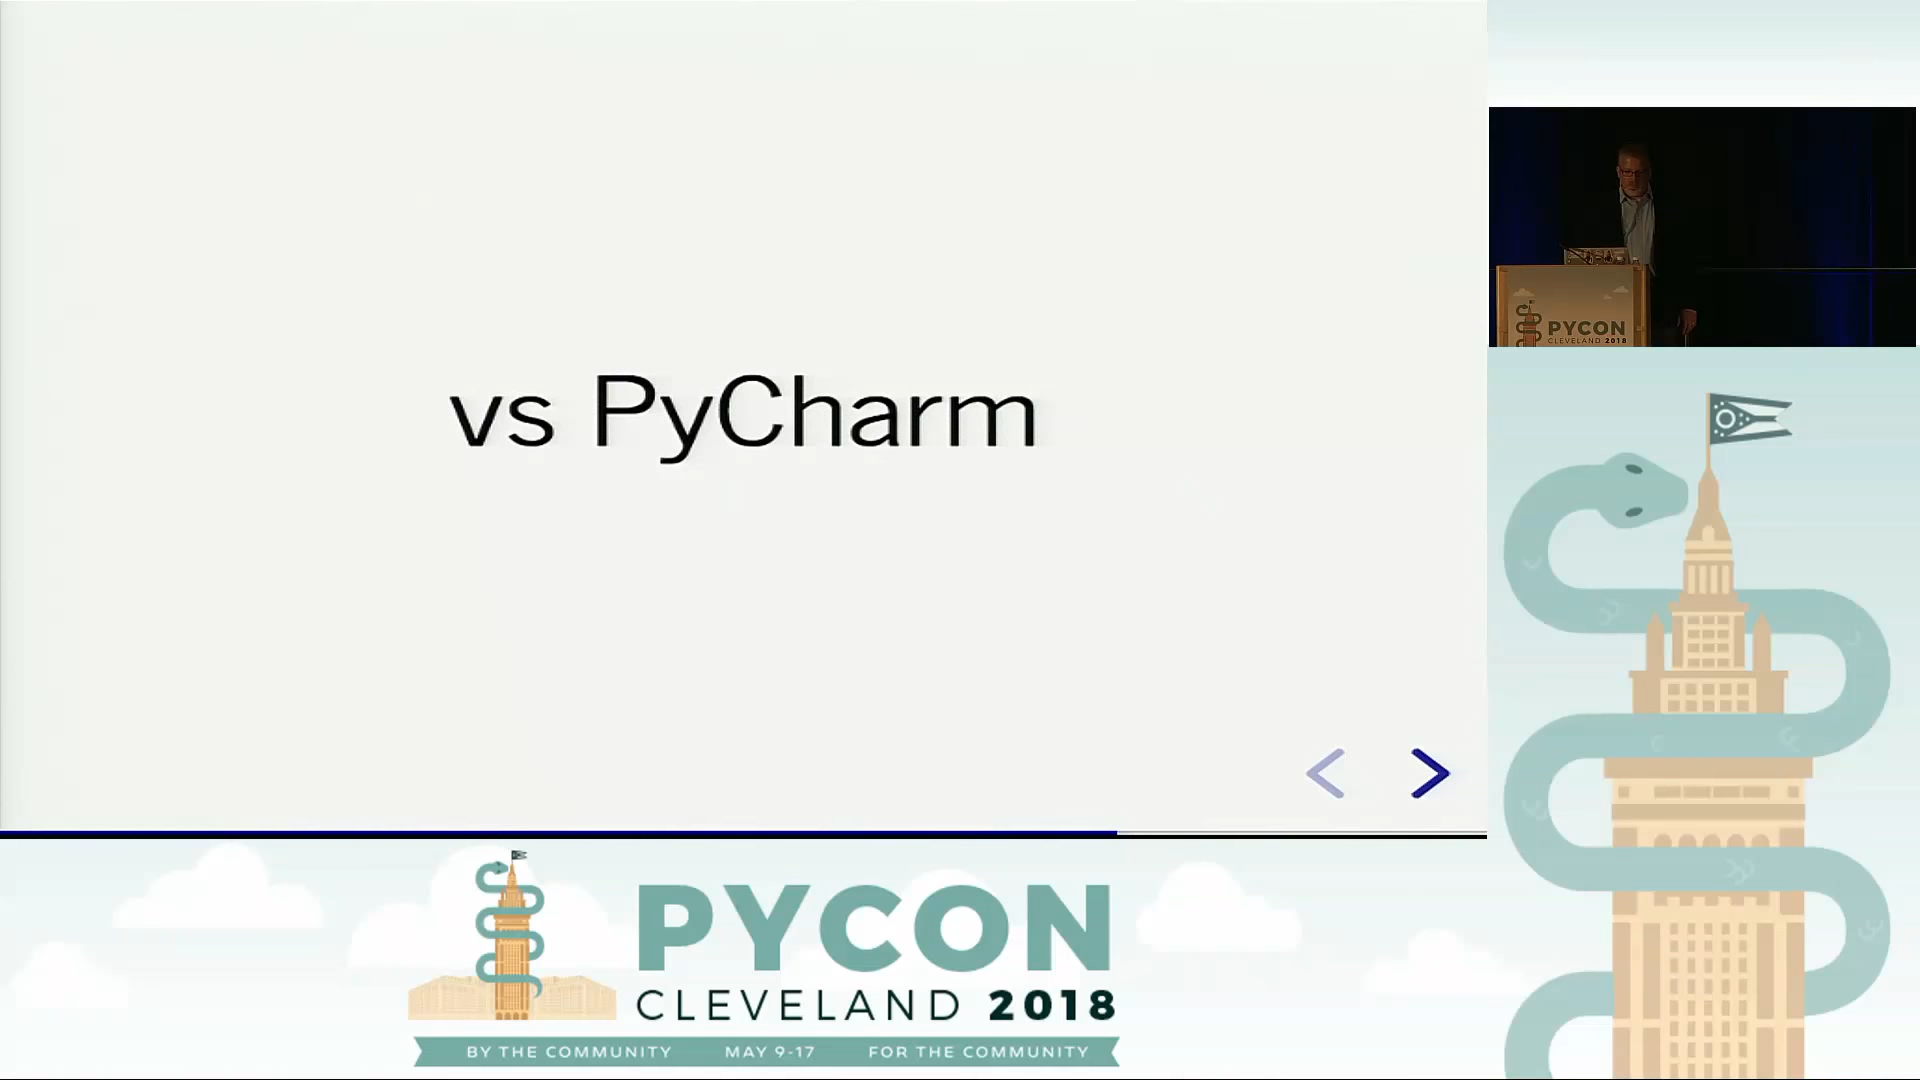 vs PyCharm
PYCON
CLEVELAND 2018
PYCON
CLEVELAND 2018
BY THE COMMUNITY MAY 9-17 FOR THE COMMUNITY